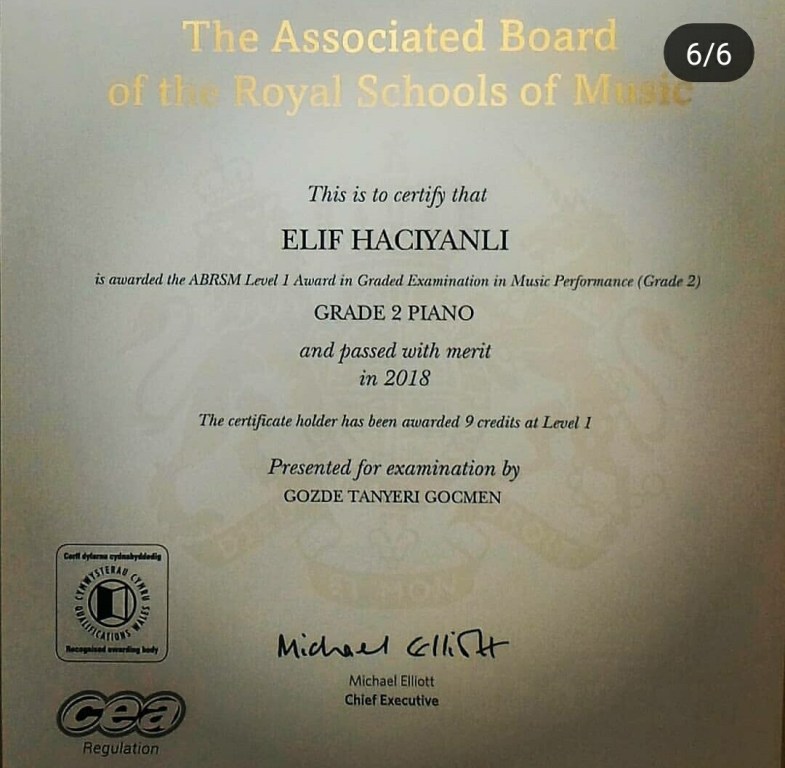 The Associated Board
of the Royal Schools of Music
6/6
This is to certify that
ELIF HACIYANLI
is awarded the ABRSM Level 1 Award in Graded Examination in Music Performance (Grade 2)
GRADE 2 PIANO
and passed with merit
in 2018
The certificate holder has been awarded 9 credits at Level 1
Presented for examination by
GOZDE TANYERI GOCMEN
Corff dyfarnu cydnabyddedig
CYMWYSTERAU CYMRU
QUALIFICATIONS WALES
Recognised awarding body
Michael Elliott
Michael Elliott
Chief Executive
cea
Regulation